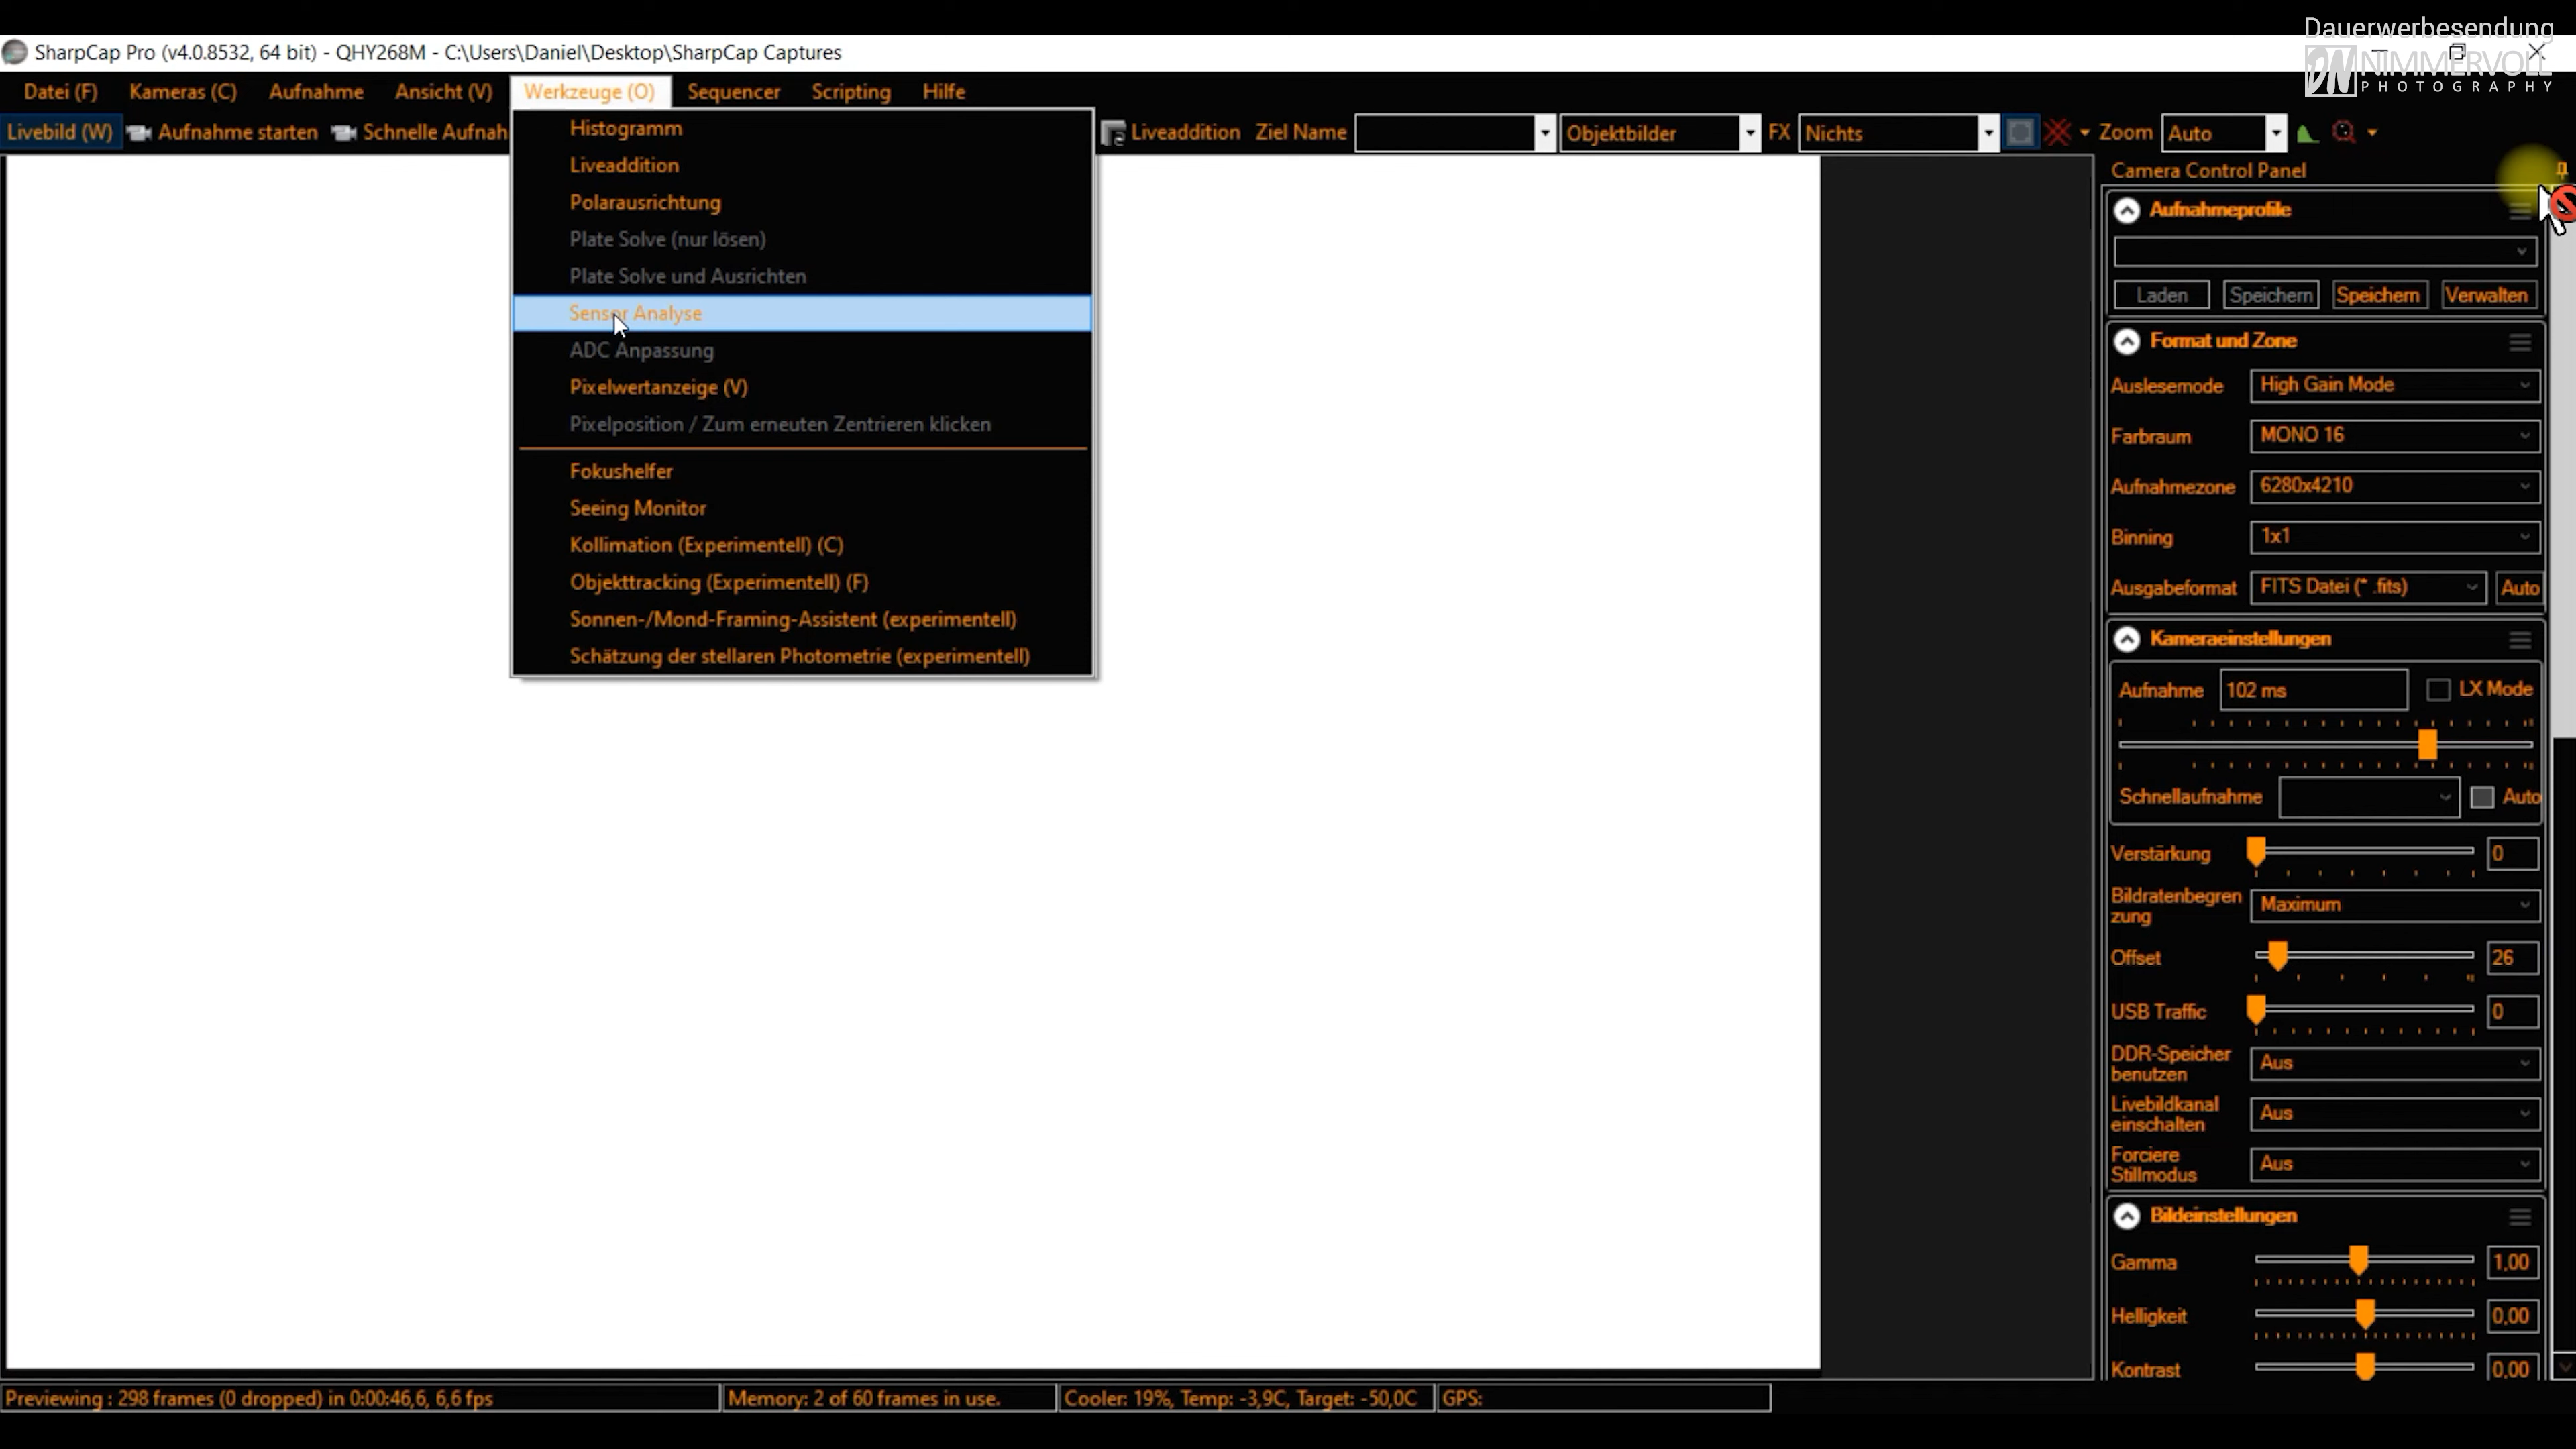 Dauerwerbesendung
SharpCap Pro (v4.0.8532, 64 bit) - QHY268M - C:\Users\Daniel\Desktop\SharpCap Captures
DN NIMMERVOLL
PHOTOGRAPHY
Datei (F) Kameras (C) Aufnahme Ansicht (V) Werkzeuge (O) Sequencer Scripting Hilfe
Livebild (W) Aufnahme starten Schnelle Aufnah Liveaddition Ziel Name Objektbilder FX Nichts Zoom Auto
Histogramm
Liveaddition
Polarausrichtung
Plate Solve (nur lösen)
Plate Solve und Ausrichten
Sensor Analyse
ADC Anpassung
Pixelwertanzeige (V)
Pixelposition / Zum erneuten Zentrieren klicken
Fokushelfer
Seeing Monitor
Kollimation (Experimentell) (C)
Objekttracking (Experimentell) (F)
Sonnen-/Mond-Framing-Assistent (experimentell)
Schätzung der stellaren Photometrie (experimentell)
Camera Control Panel
Aufnahmeprofile
Laden Speichern Speichern Verwalten
Format und Zone
Auslesemode High Gain Mode
Farbraum MONO 16
Aufnahmezone 6280x4210
Binning 1x1
Ausgabeformat FITS Datei (* .fits) Auto
Kameraeinstellungen
Aufnahme 102 ms LX Mode
Schnellaufnahme Auto
Verstärkung 0
Bildratenbegren
zung Maximum
Offset 26
USB Traffic 0
DDR-Speicher
benutzen Aus
Livebildkanal
einschalten Aus
Forciere
Stillmodus Aus
Bildeinstellungen
Gamma 1,00
Helligkeit 0,00
Kontrast 0,00
Previewing : 298 frames (0 dropped) in 0:00:46,6, 6,6 fps Memory: 2 of 60 frames in use. Cooler: 19%, Temp: -3,9C, Target: -50,0C GPS: